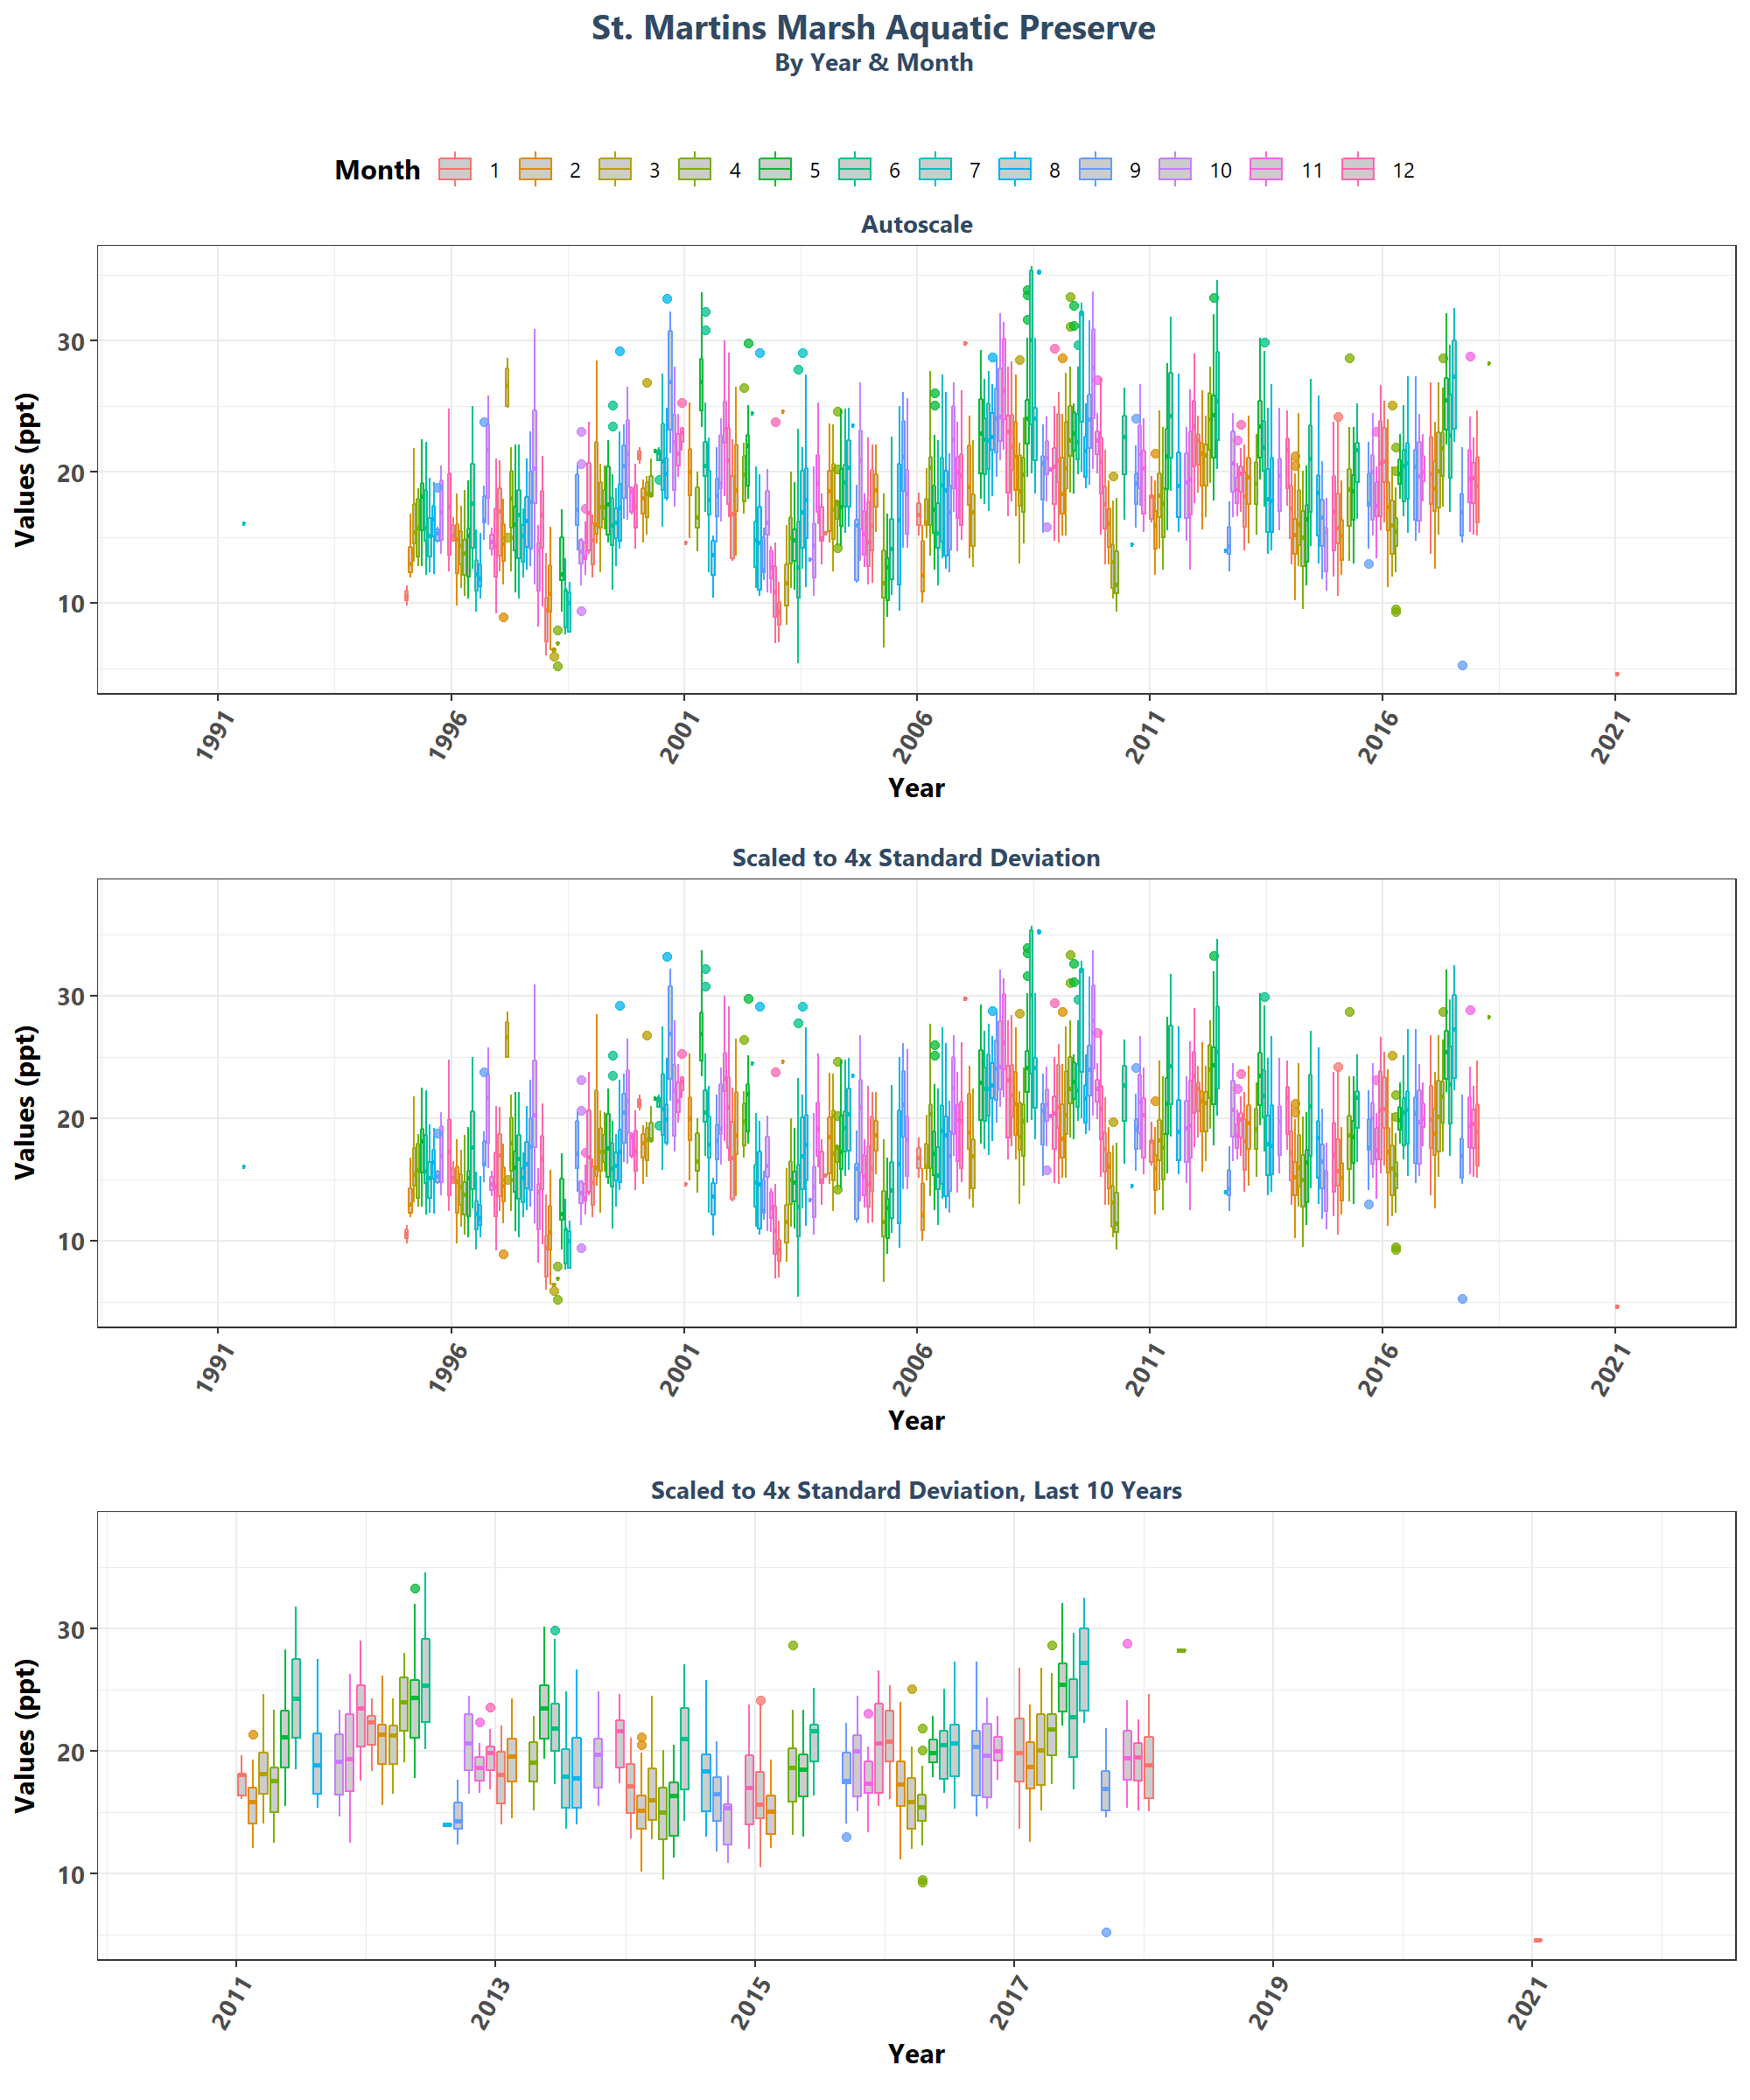 St. Martins Marsh Aquatic Preserve
By Year & Month
Month 1 2 3 4 5 6 7 8 9 10 11 12
Autoscale
Values (ppt)
30
20
10
1991 1996 2001 2006 2011 2016 2021
Year
Scaled to 4x Standard Deviation
Values (ppt)
30
20
10
1991 1996 2001 2006 2011 2016 2021
Year
Scaled to 4x Standard Deviation, Last 10 Years
Values (ppt)
30
20
10
2011 2013 2015 2017 2019 2021
Year